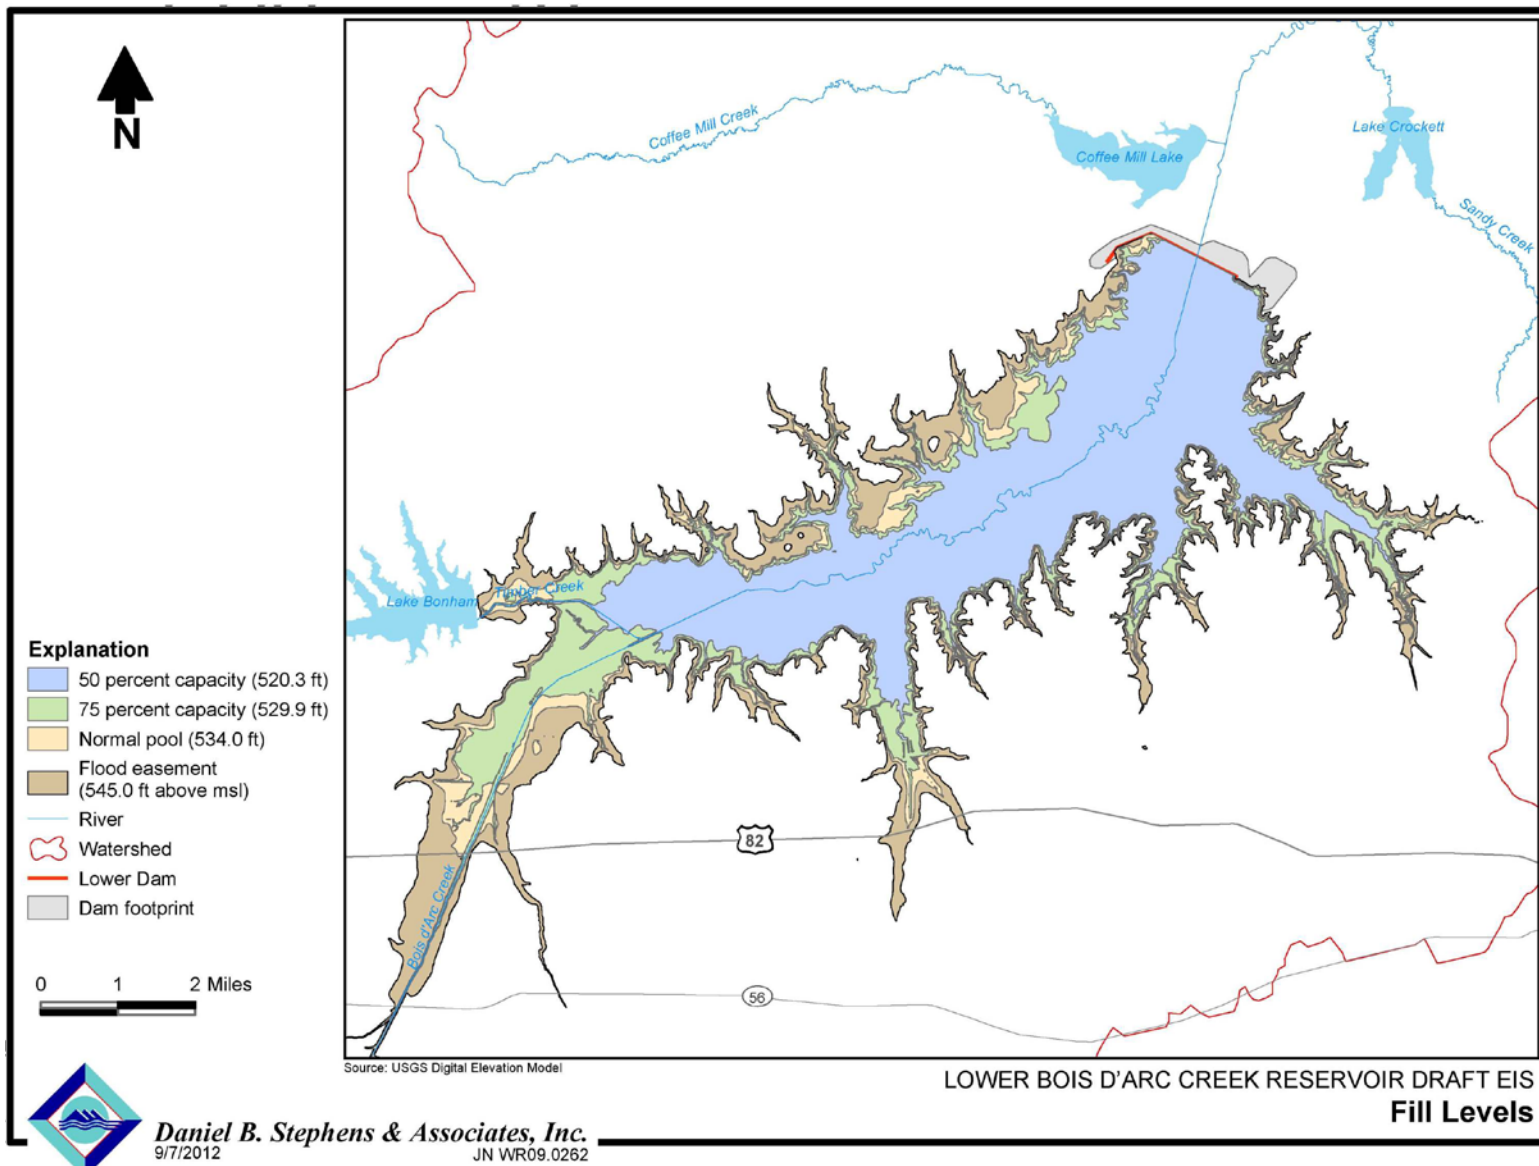 N
Coffee Mill Creek
Coffee Mill Lake
Lake Crockett
Sandy Creek
Lake Bonham
Timber Creek
Bois d'Arc Creek
82
56
Explanation
50 percent capacity (520.3 ft)
75 percent capacity (529.9 ft)
Normal pool (534.0 ft)
Flood easement
(545.0 ft above msl)
River
Watershed
Lower Dam
Dam footprint
0 1 2 Miles
Source: USGS Digital Elevation Model
LOWER BOIS D'ARC CREEK RESERVOIR DRAFT EIS
Fill Levels
Daniel B. Stephens & Associates, Inc.
9/7/2012 JN WR09.0262